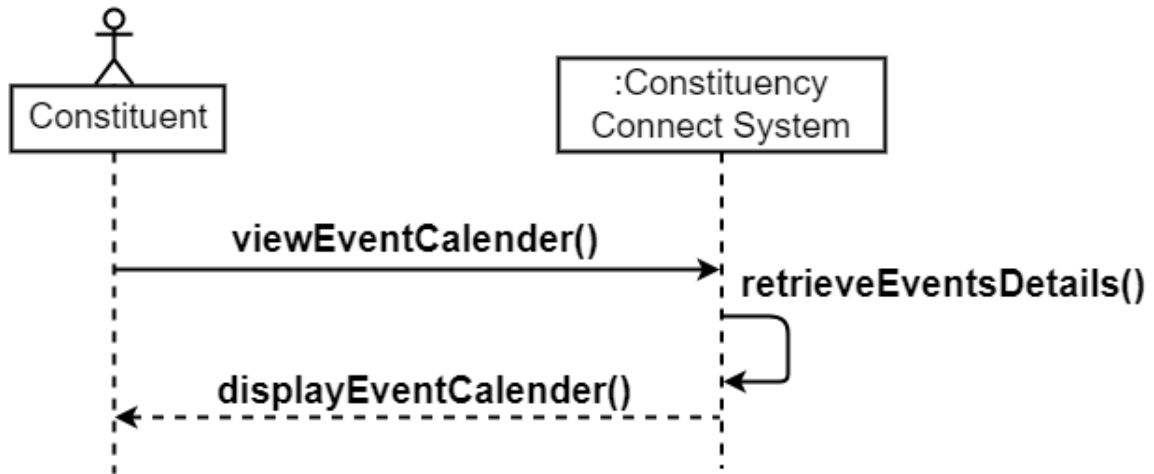 Constituent
:Constituency
Connect System
viewEventCalender()
retrieveEventsDetails()
displayEventCalender()